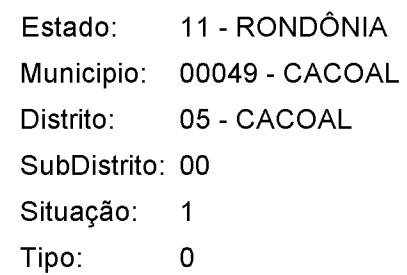 Estado: 11 - RONDÔNIA
Municipio: 00049 - CACOAL
Distrito: 05 - CACOAL
SubDistrito: 00
Situação: 1
Tipo: 0